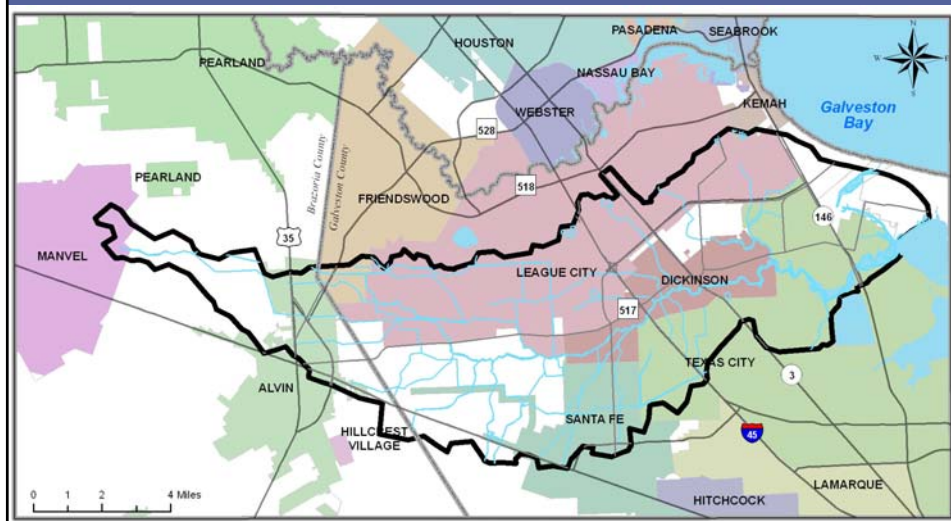 HOUSTON
PASADENA
SEABROOK
N
W
E
S
PEARLAND
NASSAU BAY
WEBSTER
KEMAH
Galveston
Bay
528
518
PEARLAND
Brazoria County
Galveston County
FRIENDSWOOD
146
35
MANVEL
LEAGUE CITY
DICKINSON
517
TEXAS CITY
3
ALVIN
SANTA FE
HILLCREST
VILLAGE
45
LAMARQUE
HITCHCOCK
0 1 2 4 Miles